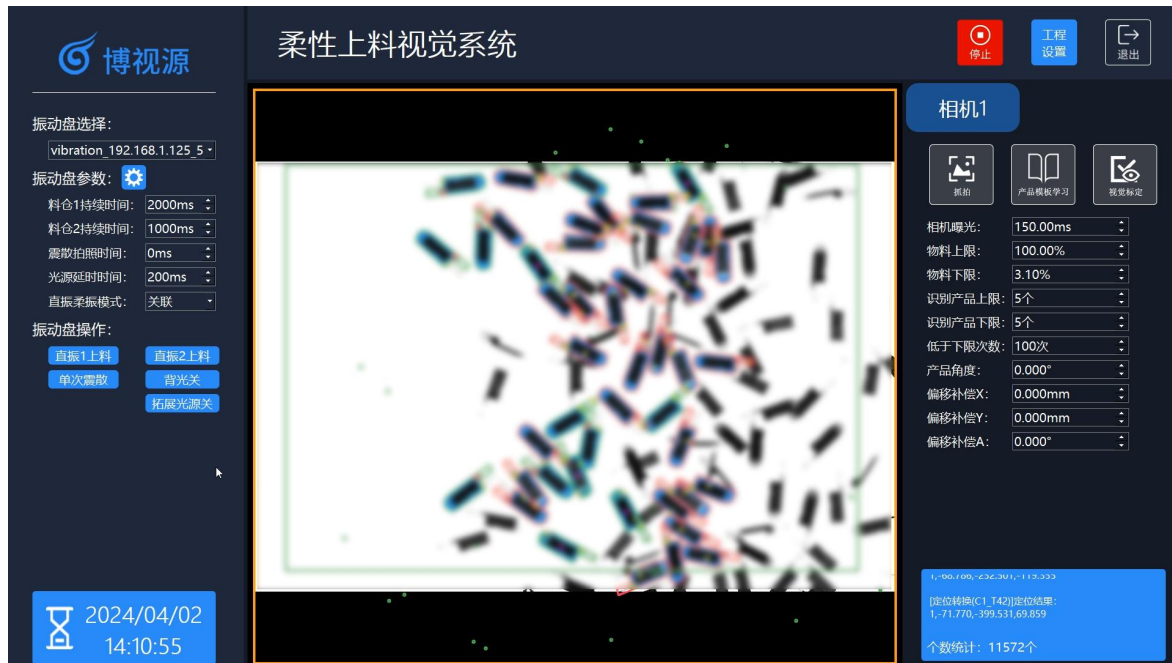 博视源
柔性上料视觉系统
停止
工程
设置
退出
振动盘选择：
vibration_192.168.1.125_5
振动盘参数：
料仓1持续时间： 2000ms
料仓2持续时间： 1000ms
震散拍照时间： 0ms
光源延时时间： 200ms
直振柔振模式： 关联
振动盘操作：
直振1上料 直振2上料
单次震散 背光关
拓展光源关
2024/04/02
14:10:55
相机1
抓拍
产品模板学习
视觉标定
相机曝光： 150.00ms
物料上限： 100.00%
物料下限： 3.10%
识别产品上限： 5个
识别产品下限： 5个
低于下限次数： 100次
产品角度： 0.000°
偏移补偿X： 0.000mm
偏移补偿Y： 0.000mm
偏移补偿A： 0.000°
[定位转换(C1_T42)]定位结果：
1,-71.770,-399.531,69.859
个数统计：11572个